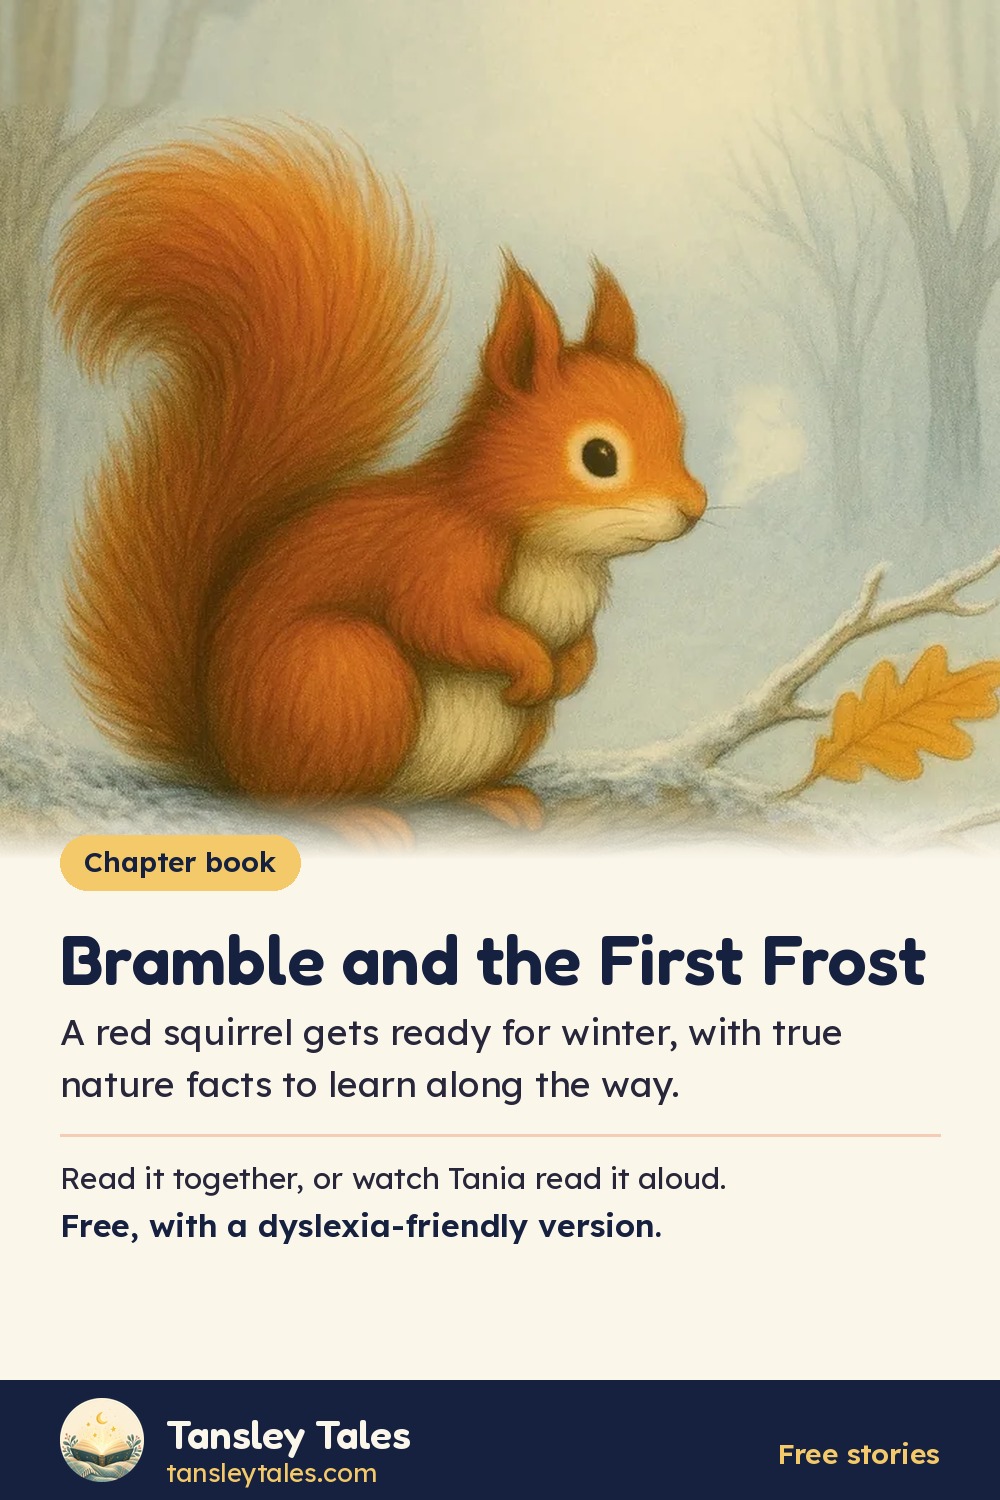 Chapter book
Bramble and the First Frost
A red squirrel gets ready for winter, with true
nature facts to learn along the way.
Read it together, or watch Tania read it aloud.
Free, with a dyslexia-friendly version.
Tansley Tales
tansleytales.com
Free stories